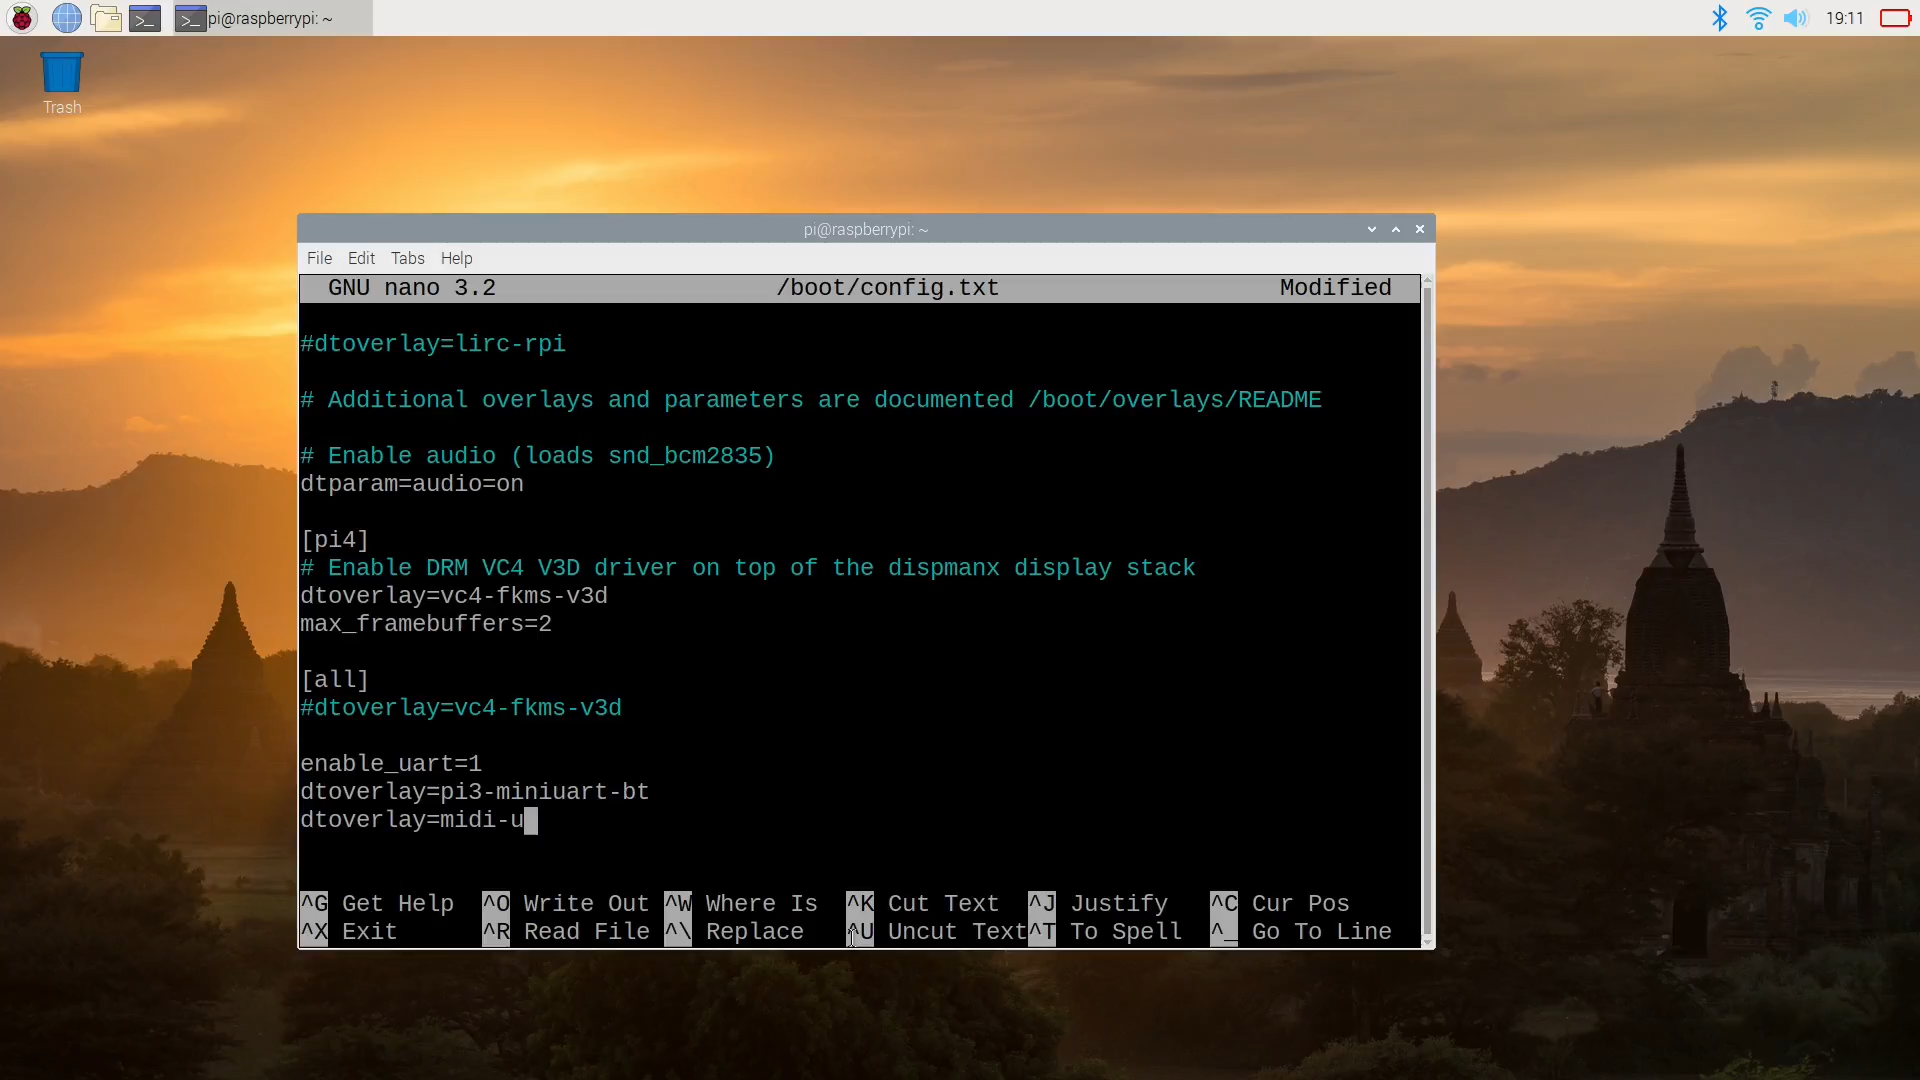 pi@raspberrypi: ~
19:11
Trash
pi@raspberrypi: ~
File Edit Tabs Help
GNU nano 3.2 /boot/config.txt Modified
#dtoverlay=lirc-rpi
# Additional overlays and parameters are documented /boot/overlays/README
# Enable audio (loads snd_bcm2835)
dtparam=audio=on
[pi4]
# Enable DRM VC4 V3D driver on top of the dispmanx display stack
dtoverlay=vc4-fkms-v3d
max_framebuffers=2
[all]
#dtoverlay=vc4-fkms-v3d
enable_uart=1
dtoverlay=pi3-miniuart-bt
dtoverlay=midi-u
^G Get Help ^O Write Out ^W Where Is ^K Cut Text ^J Justify ^C Cur Pos
^X Exit ^R Read File ^\ Replace ^U Uncut Text ^T To Spell ^_ Go To Line